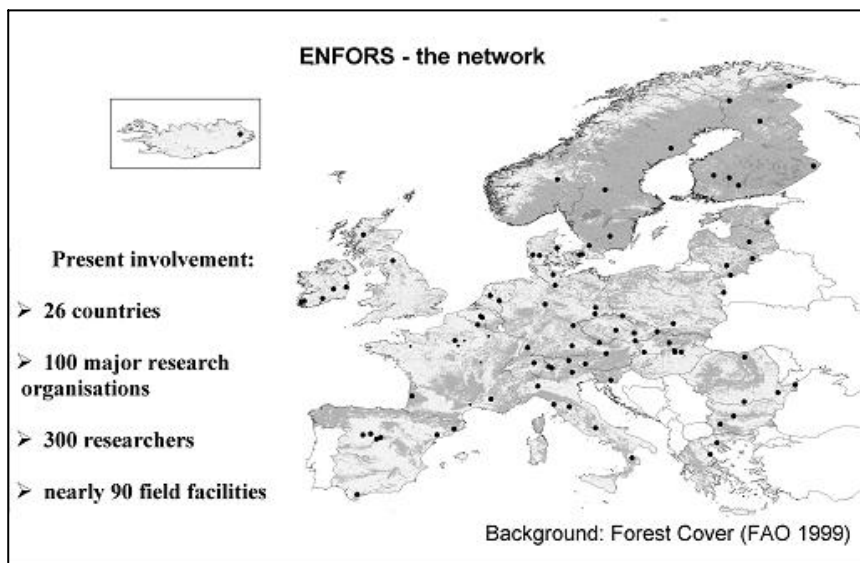 ENFORS - the network
Present involvement:
➢ 26 countries
➢ 100 major research
organisations
➢ 300 researchers
➢ nearly 90 field facilities
Background: Forest Cover (FAO 1999)